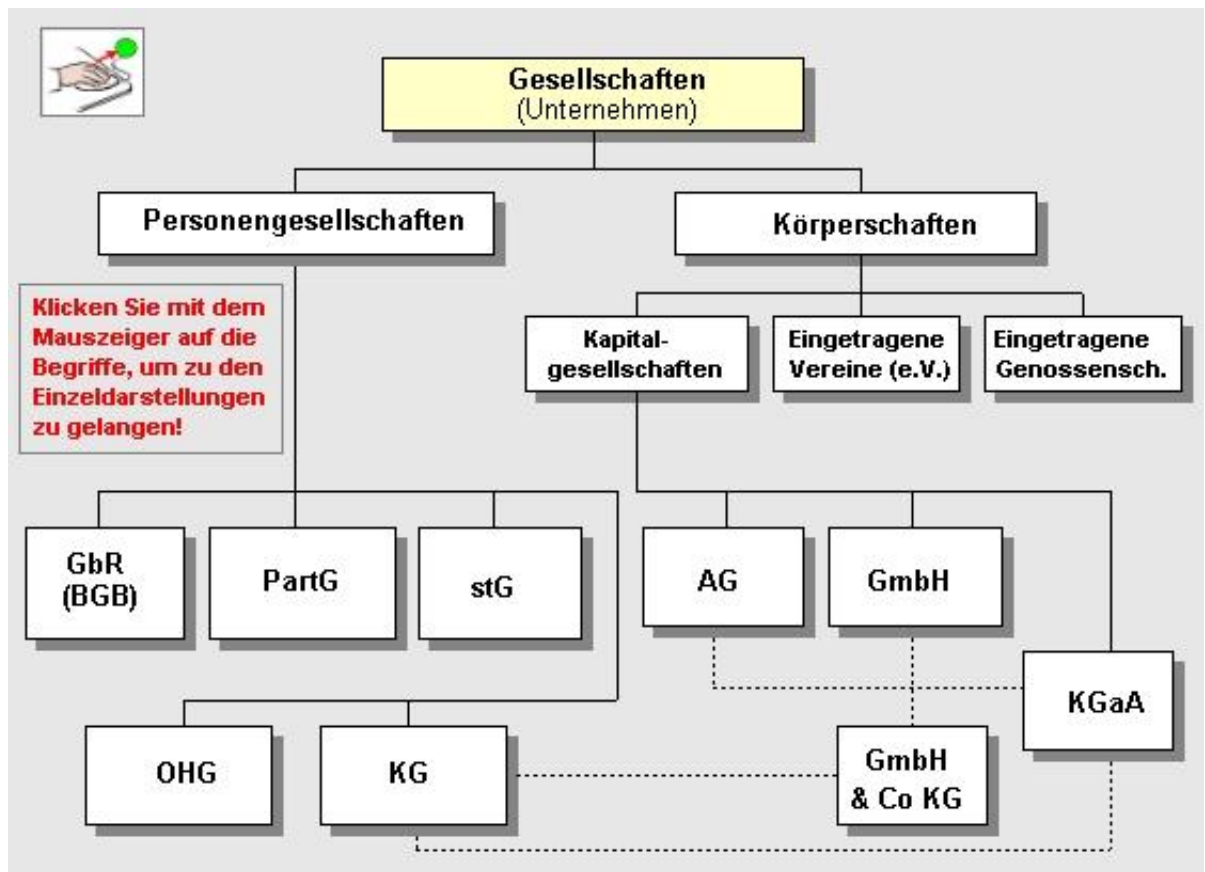 Gesellschaften
(Unternehmen)
Personengesellschaften
Körperschaften
Klicken Sie mit dem
Mauszeiger auf die
Begriffe, um zu den
Einzeldarstellungen
zu gelangen!
Kapital-
gesellschaften
Eingetragene
Vereine (e.V.)
Eingetragene
Genossensch.
GbR
(BGB)
PartG
stG
AG
GmbH
KGaA
OHG
KG
GmbH
& Co KG